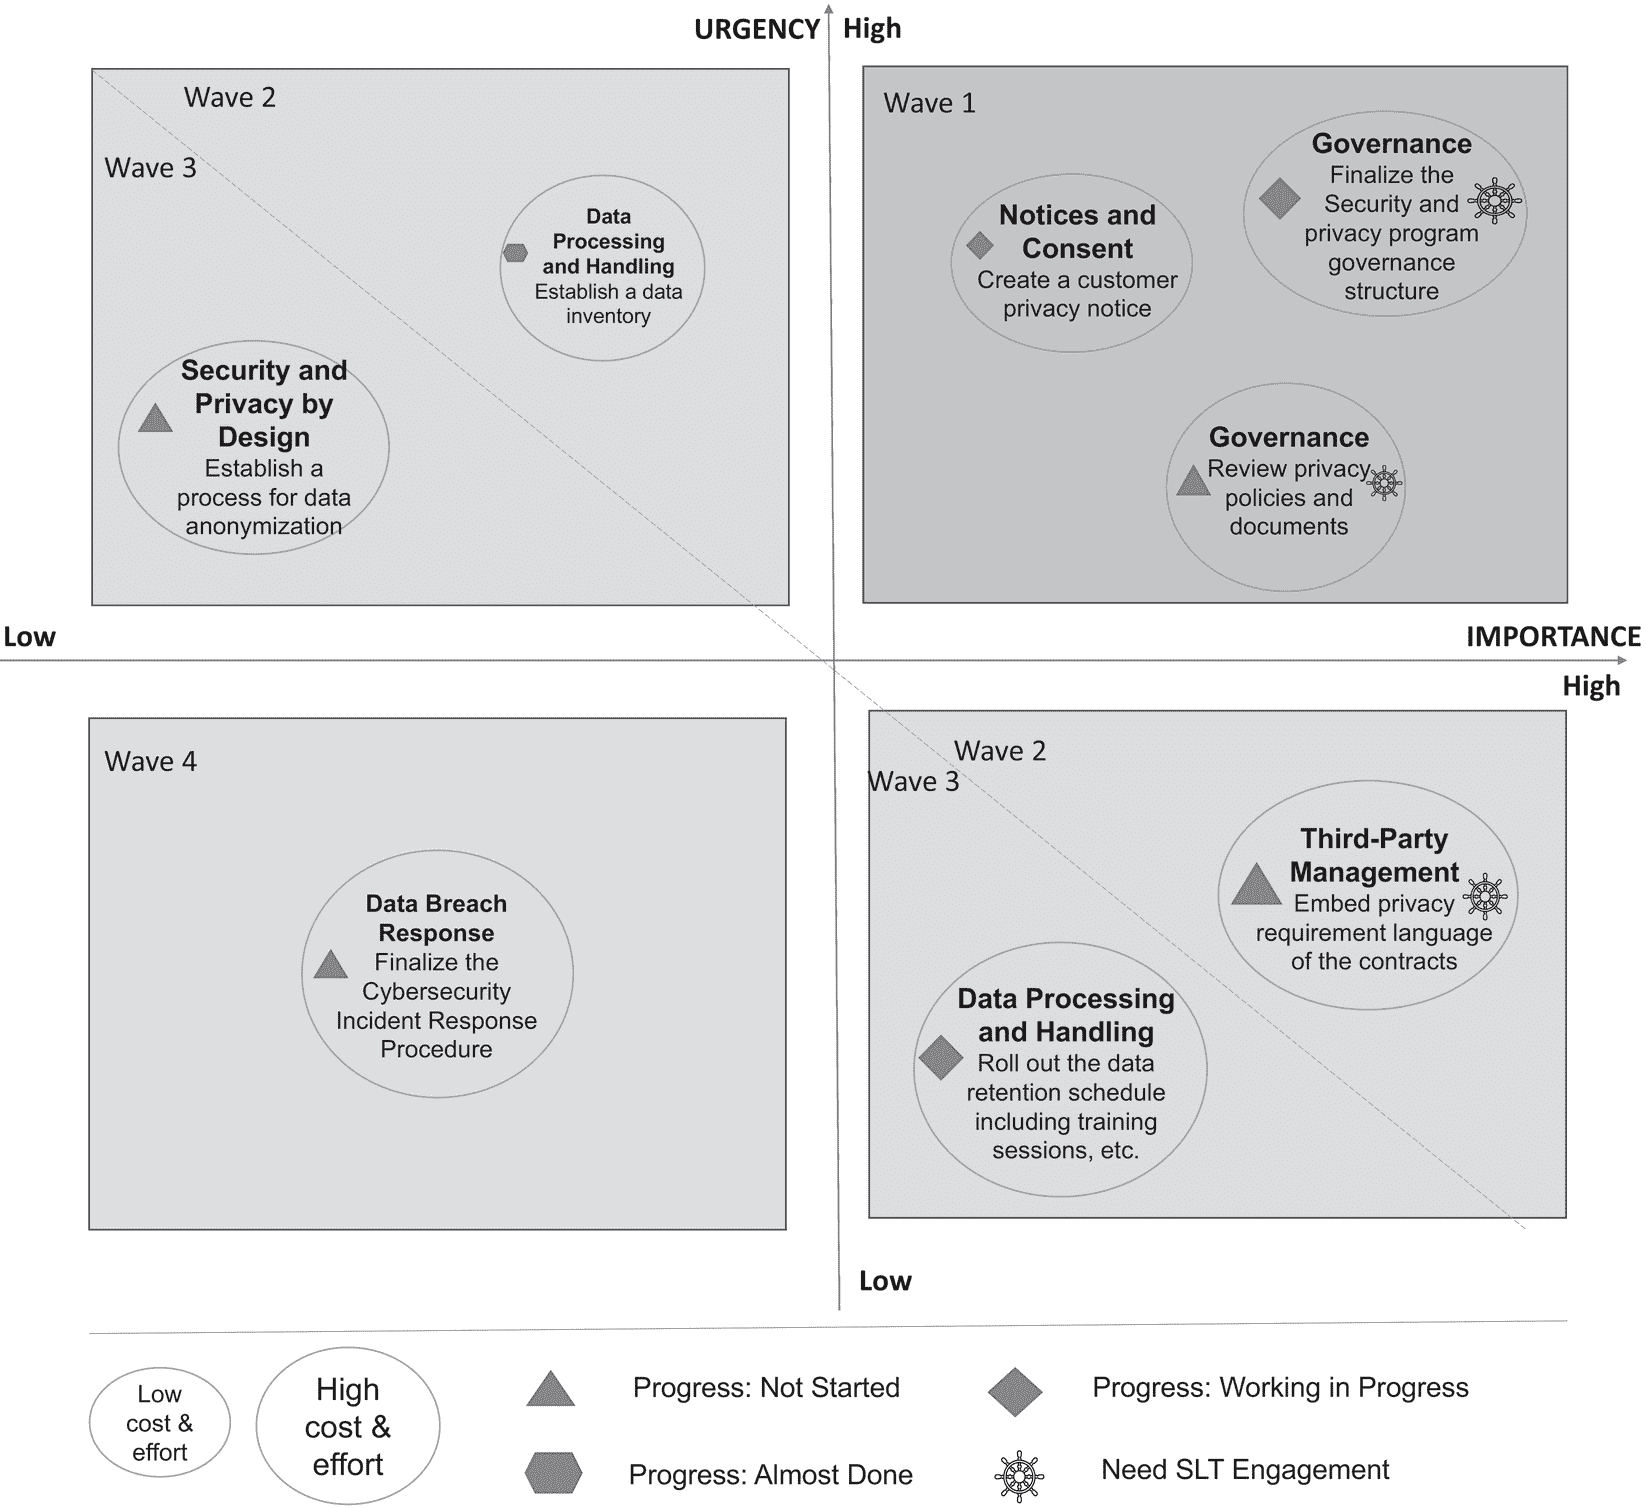 URGENCY
High
Wave 2
Wave 3
Data
Processing
and Handling
Establish a data
inventory
Security and
Privacy by
Design
Establish a
process for data
anonymization
Wave 1
Notices and
Consent
Create a customer
privacy notice
Governance
Finalize the
Security and
privacy program
governance
structure
Governance
Review privacy
policies and
documents
Low
IMPORTANCE
High
Wave 4
Data Breach
Response
Finalize the
Cybersecurity
Incident Response
Procedure
Wave 2
Wave 3
Third-Party
Management
Embed privacy
requirement language
of the contracts
Data Processing
and Handling
Roll out the data
retention schedule
including training
sessions, etc.
Low
Low
cost &
effort
High
cost &
effort
Progress: Not Started
Progress: Working in Progress
Progress: Almost Done
Need SLT Engagement